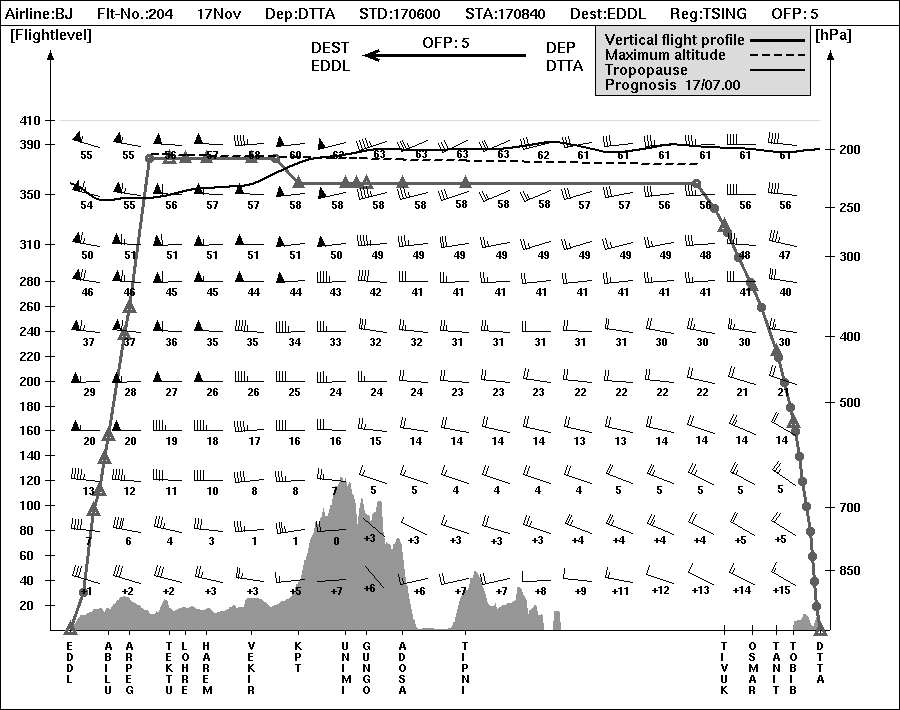 Airline:BJ Flt-No.:204 17Nov Dep:DTTA STD:170600 STA:170840 Dest:EDDL Reg:TSING OFP: 5
[Flightlevel] DEST EDDL OFP: 5 DEP DTTA [hPa]
Vertical flight profile
Maximum altitude
Tropopause
Prognosis 17/07.00
410
390 55 55 56 57 58 60 62 63 63 63 63 62 61 61 61 61 61 61 200
350 54 55 56 57 57 58 58 58 58 58 58 58 57 57 56 56 56 56 250
310 50 51 51 51 51 51 50 49 49 49 49 49 49 49 49 48 48 47 300
280 46 46 45 45 44 44 43 42 41 41 41 41 41 41 41 41 41 40
260
240 37 37 36 35 35 34 33 32 32 31 31 31 31 31 30 30 30 30 400
220
200 29 28 27 26 26 25 24 24 24 23 23 23 22 22 22 22 21 21
180 500
160 20 20 19 18 17 16 16 15 14 14 14 14 13 13 14 14 14 14
140
120 13 12 11 10 8 8 7 5 5 4 4 4 4 5 5 5 5 5
100 700
80 7 6 4 3 1 1 0 +3 +3 +3 +3 +3 +4 +4 +4 +4 +5 +5
60 850
40 +1 +2 +2 +3 +3 +5 +7 +6 +6 +7 +7 +8 +9 +11 +12 +13 +14 +15
20
EDDL ABILU ARPEG TEKTU LOHRE HAREM VEKIR KPT UNIMI GUNGO ADOSA TIPNI TIVUK OSMAR TANIT TOBIB DTTA